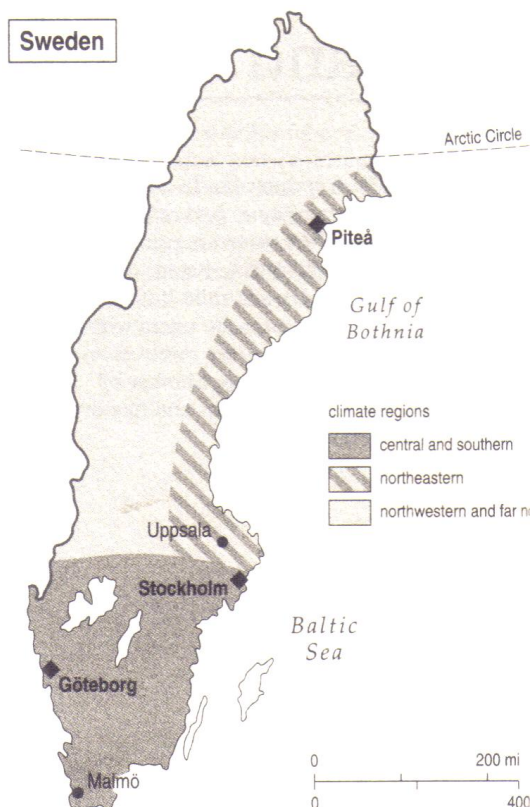 Sweden
Arctic Circle
Piteå
Gulf of
Bothnia
climate regions
central and southern
northeastern
northwestern and far
Uppsala
Stockholm
Baltic
Sea
Göteborg
0 200 mi
Malmö
0 400